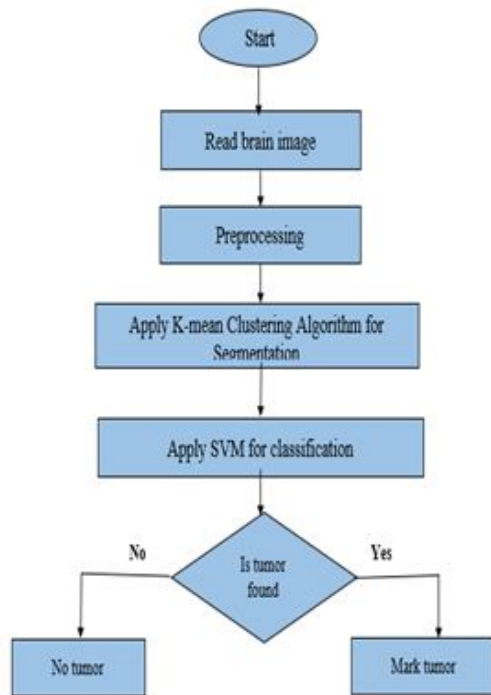 Start
Read brain image
Preprocessing
Apply K-mean Clustering Algorithm for
Segmentation
Apply SVM for classification
No
Yes
Is tumor
found
No tumor
Mark tumor